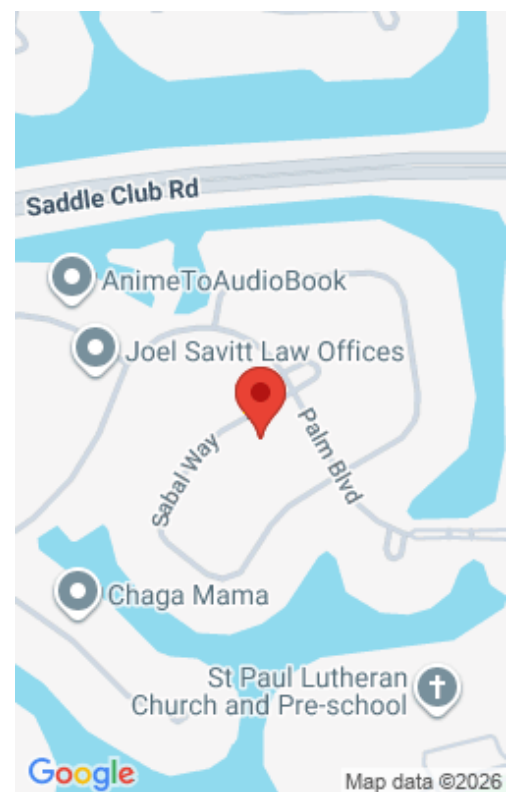 Saddle Club Rd
AnimeToAudioBook
Joel Savitt Law Offices
Palm Blvd
Sabal Way
Chaga Mama
St Paul Lutheran
Church and Pre-school
Google
Map data ©2026